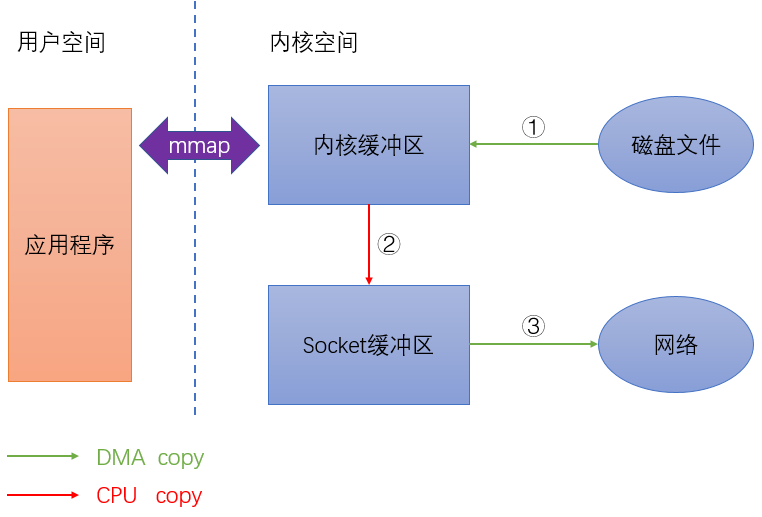 用户空间
内核空间
mmap
内核缓冲区
①
磁盘文件
应用程序
②
Socket缓冲区
③
网络
DMA copy
CPU copy